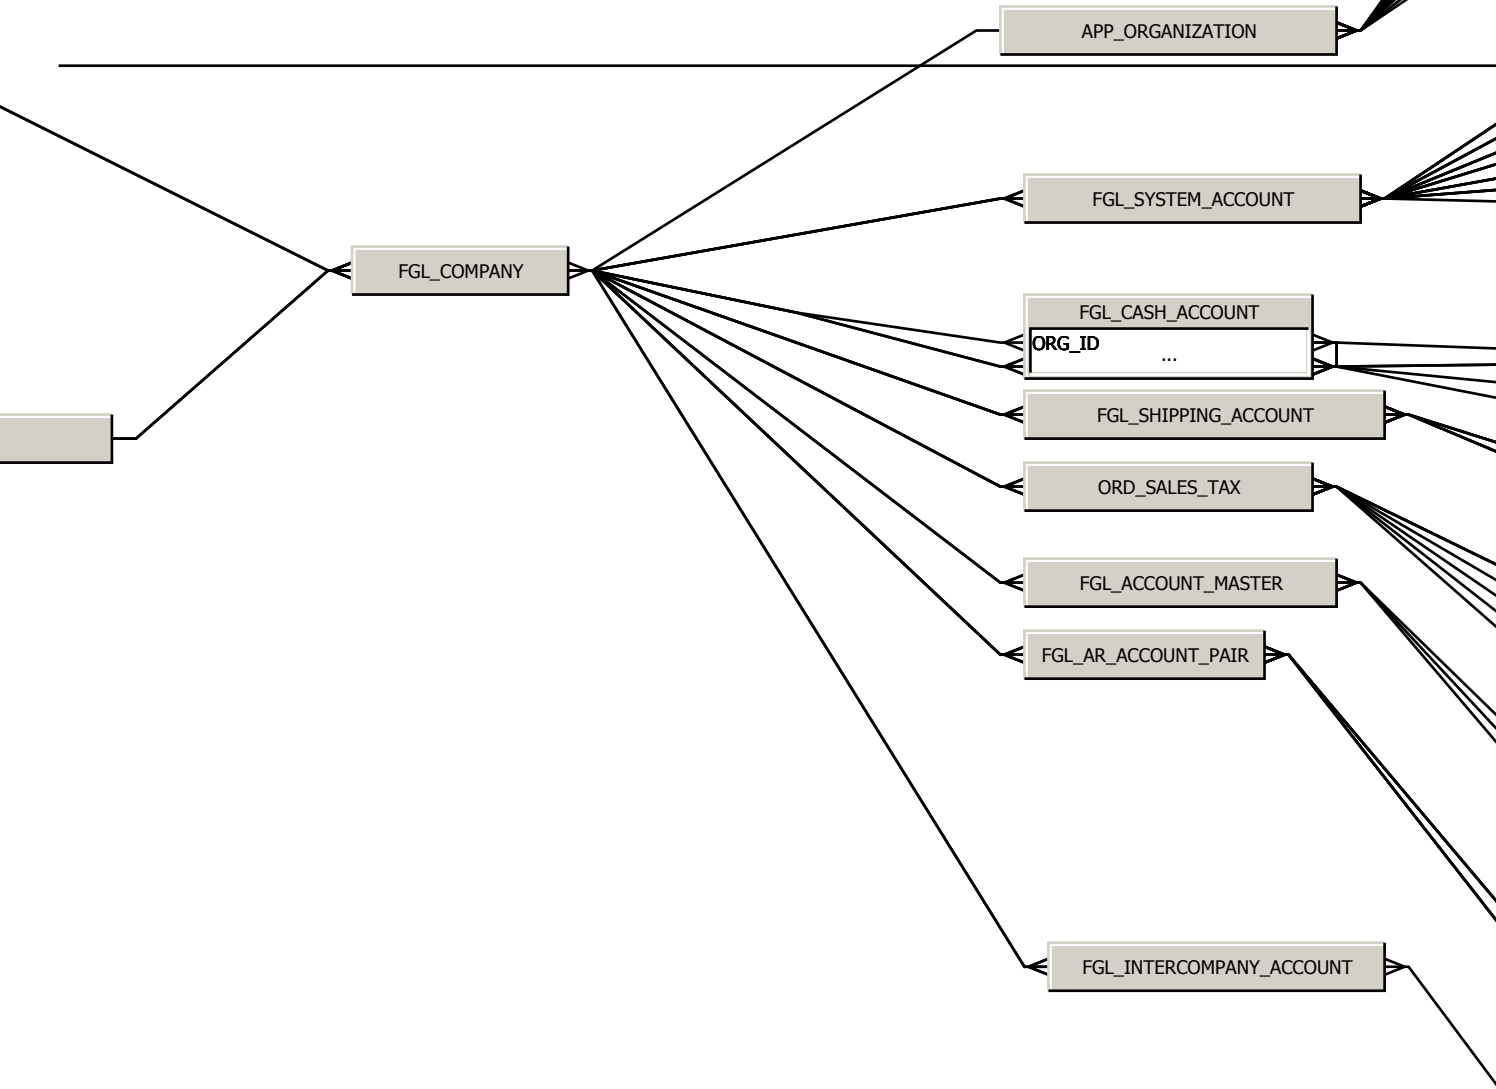 APP_ORGANIZATION
FGL_SYSTEM_ACCOUNT
FGL_COMPANY
FGL_CASH_ACCOUNT
ORG_ID
...
FGL_SHIPPING_ACCOUNT
ORD_SALES_TAX
FGL_ACCOUNT_MASTER
FGL_AR_ACCOUNT_PAIR
FGL_INTERCOMPANY_ACCOUNT